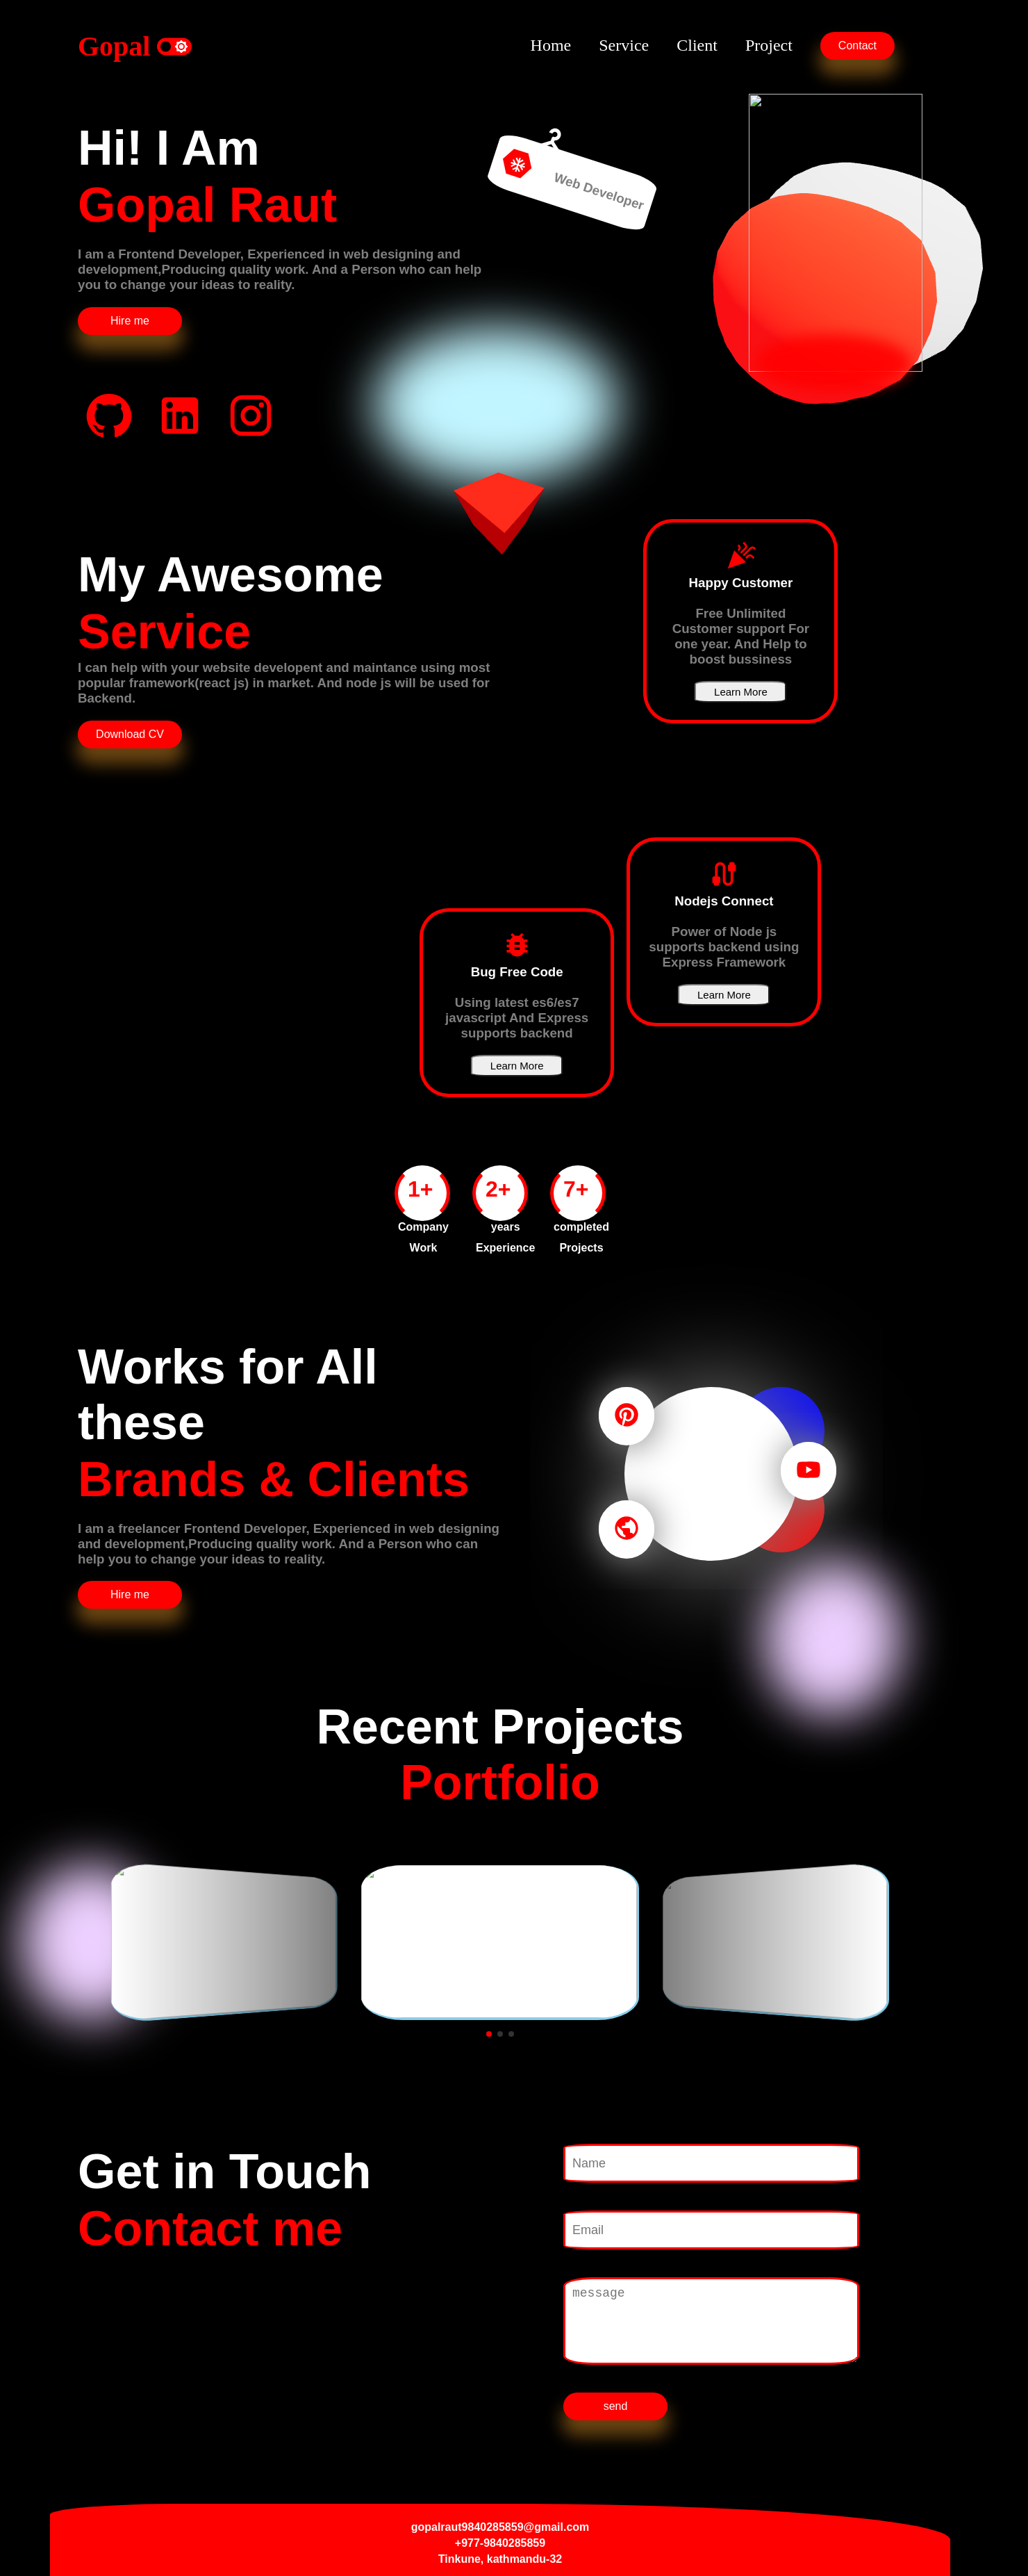 Gopal
Home Service Client Project Contact
Hi! I Am
Gopal Raut
I am a Frontend Developer, Experienced in web designing and
development,Producing quality work. And a Person who can help
you to change your ideas to reality.
Hire me
Web Developer
My Awesome
Service
I can help with your website developent and maintance using most
popular framework(react js) in market. And node js will be used for
Backend.
Download CV
Happy Customer
Free Unlimited
Customer support For
one year. And Help to
boost bussiness
Learn More
Nodejs Connect
Power of Node js
supports backend using
Express Framework
Learn More
Bug Free Code
Using latest es6/es7
javascript And Express
supports backend
Learn More
1+ 2+ 7+
Company years completed
Work Experience Projects
Works for All
these
Brands & Clients
I am a freelancer Frontend Developer, Experienced in web designing
and development,Producing quality work. And a Person who can
help you to change your ideas to reality.
Hire me
Recent Projects
Portfolio
Get in Touch
Contact me
Name
Email
message
send
gopalraut9840285859@gmail.com
+977-9840285859
Tinkune, kathmandu-32